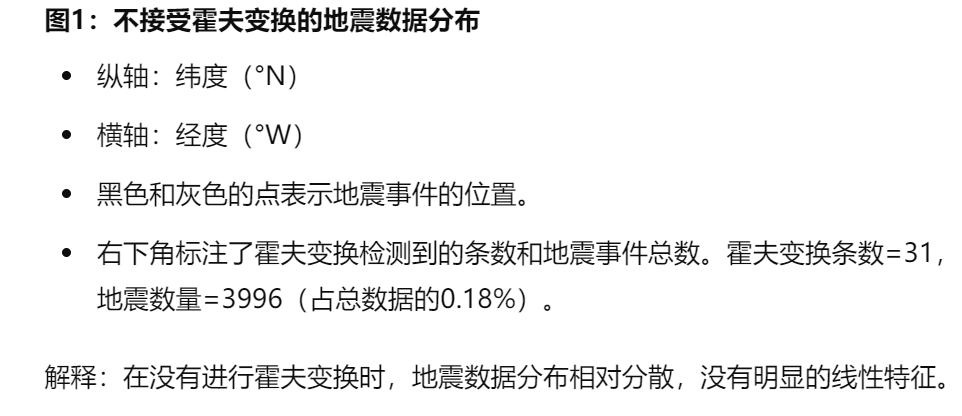 图1：不接受霍夫变换的地震数据分布
• 纵轴：纬度（°N）
• 横轴：经度（°W）
• 黑色和灰色的点表示地震事件的位置。
• 右下角标注了霍夫变换检测到的条数和地震事件总数。霍夫变换条数=31，
地震数量=3996（占总数据的0.18%）。
解释：在没有进行霍夫变换时，地震数据分布相对分散，没有明显的线性特征。